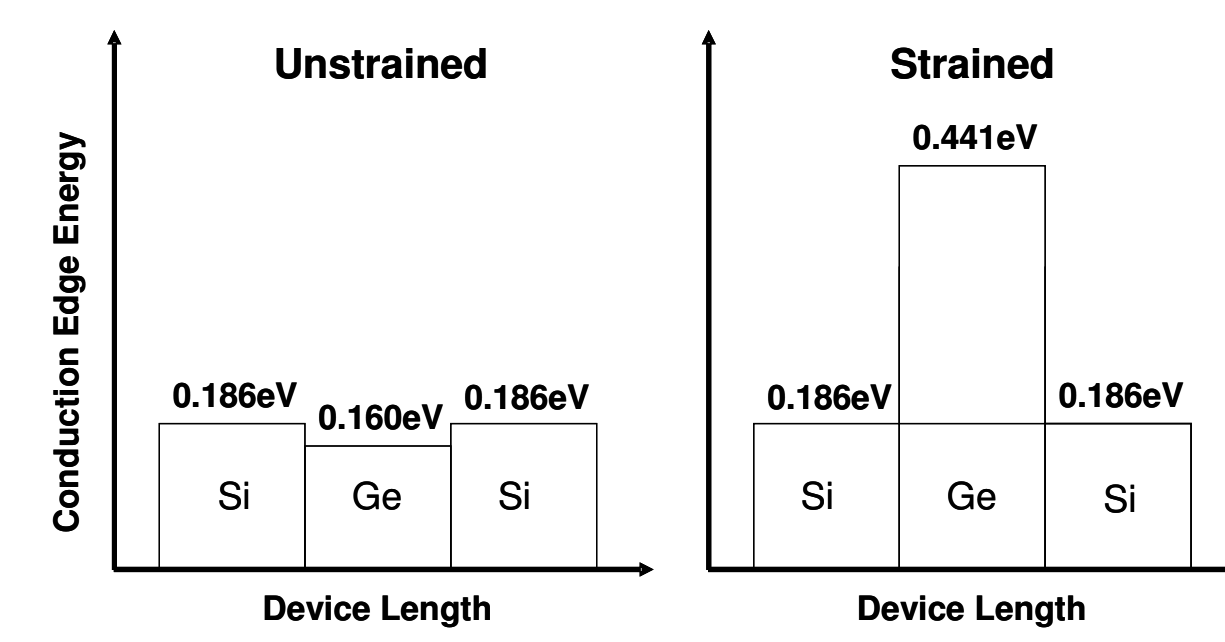 Unstrained
Conduction Edge Energy
0.186eV
0.160eV
0.186eV
Si
Ge
Si
Device Length
Strained
0.441eV
0.186eV
0.186eV
Si
Ge
Si
Device Length